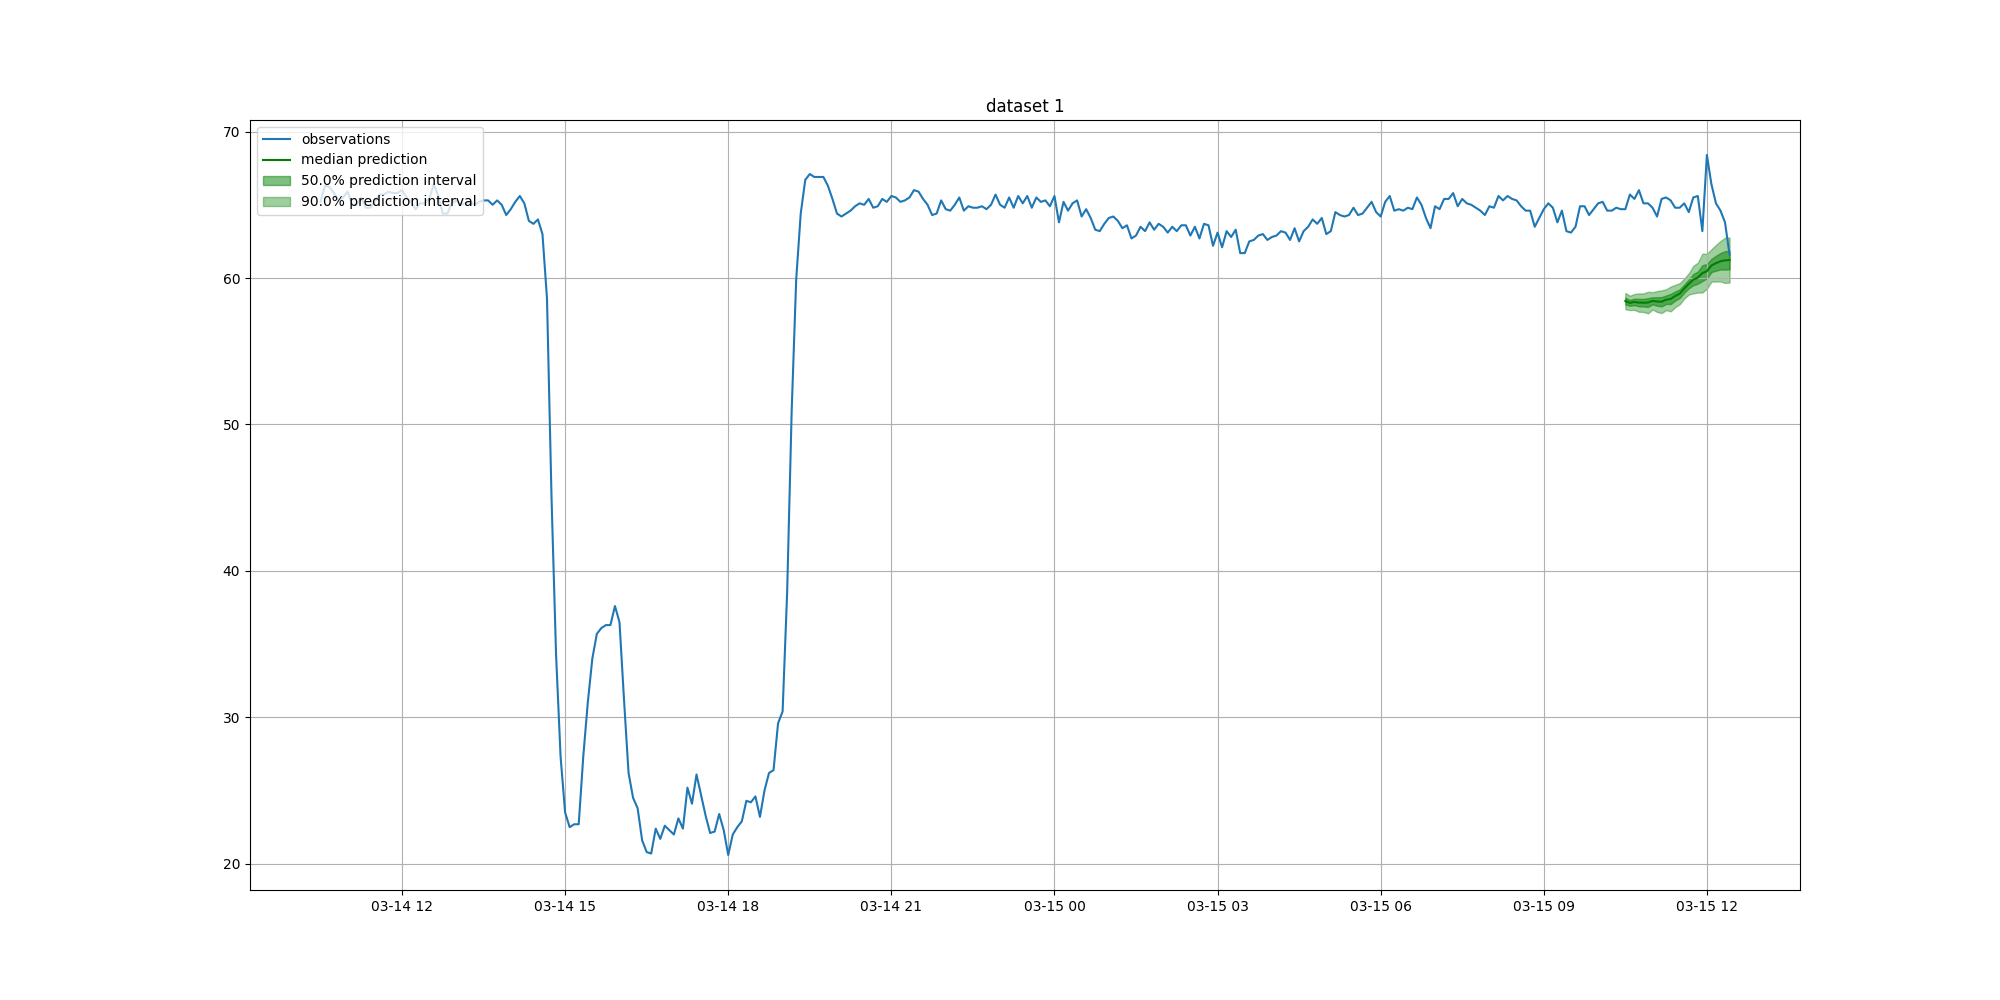 dataset 1
70
observations
median prediction
50.0% prediction interval
90.0% prediction interval
60
50
40
30
20
03-14 12 03-14 15 03-14 18 03-14 21 03-15 00 03-15 03 03-15 06 03-15 09 03-15 12